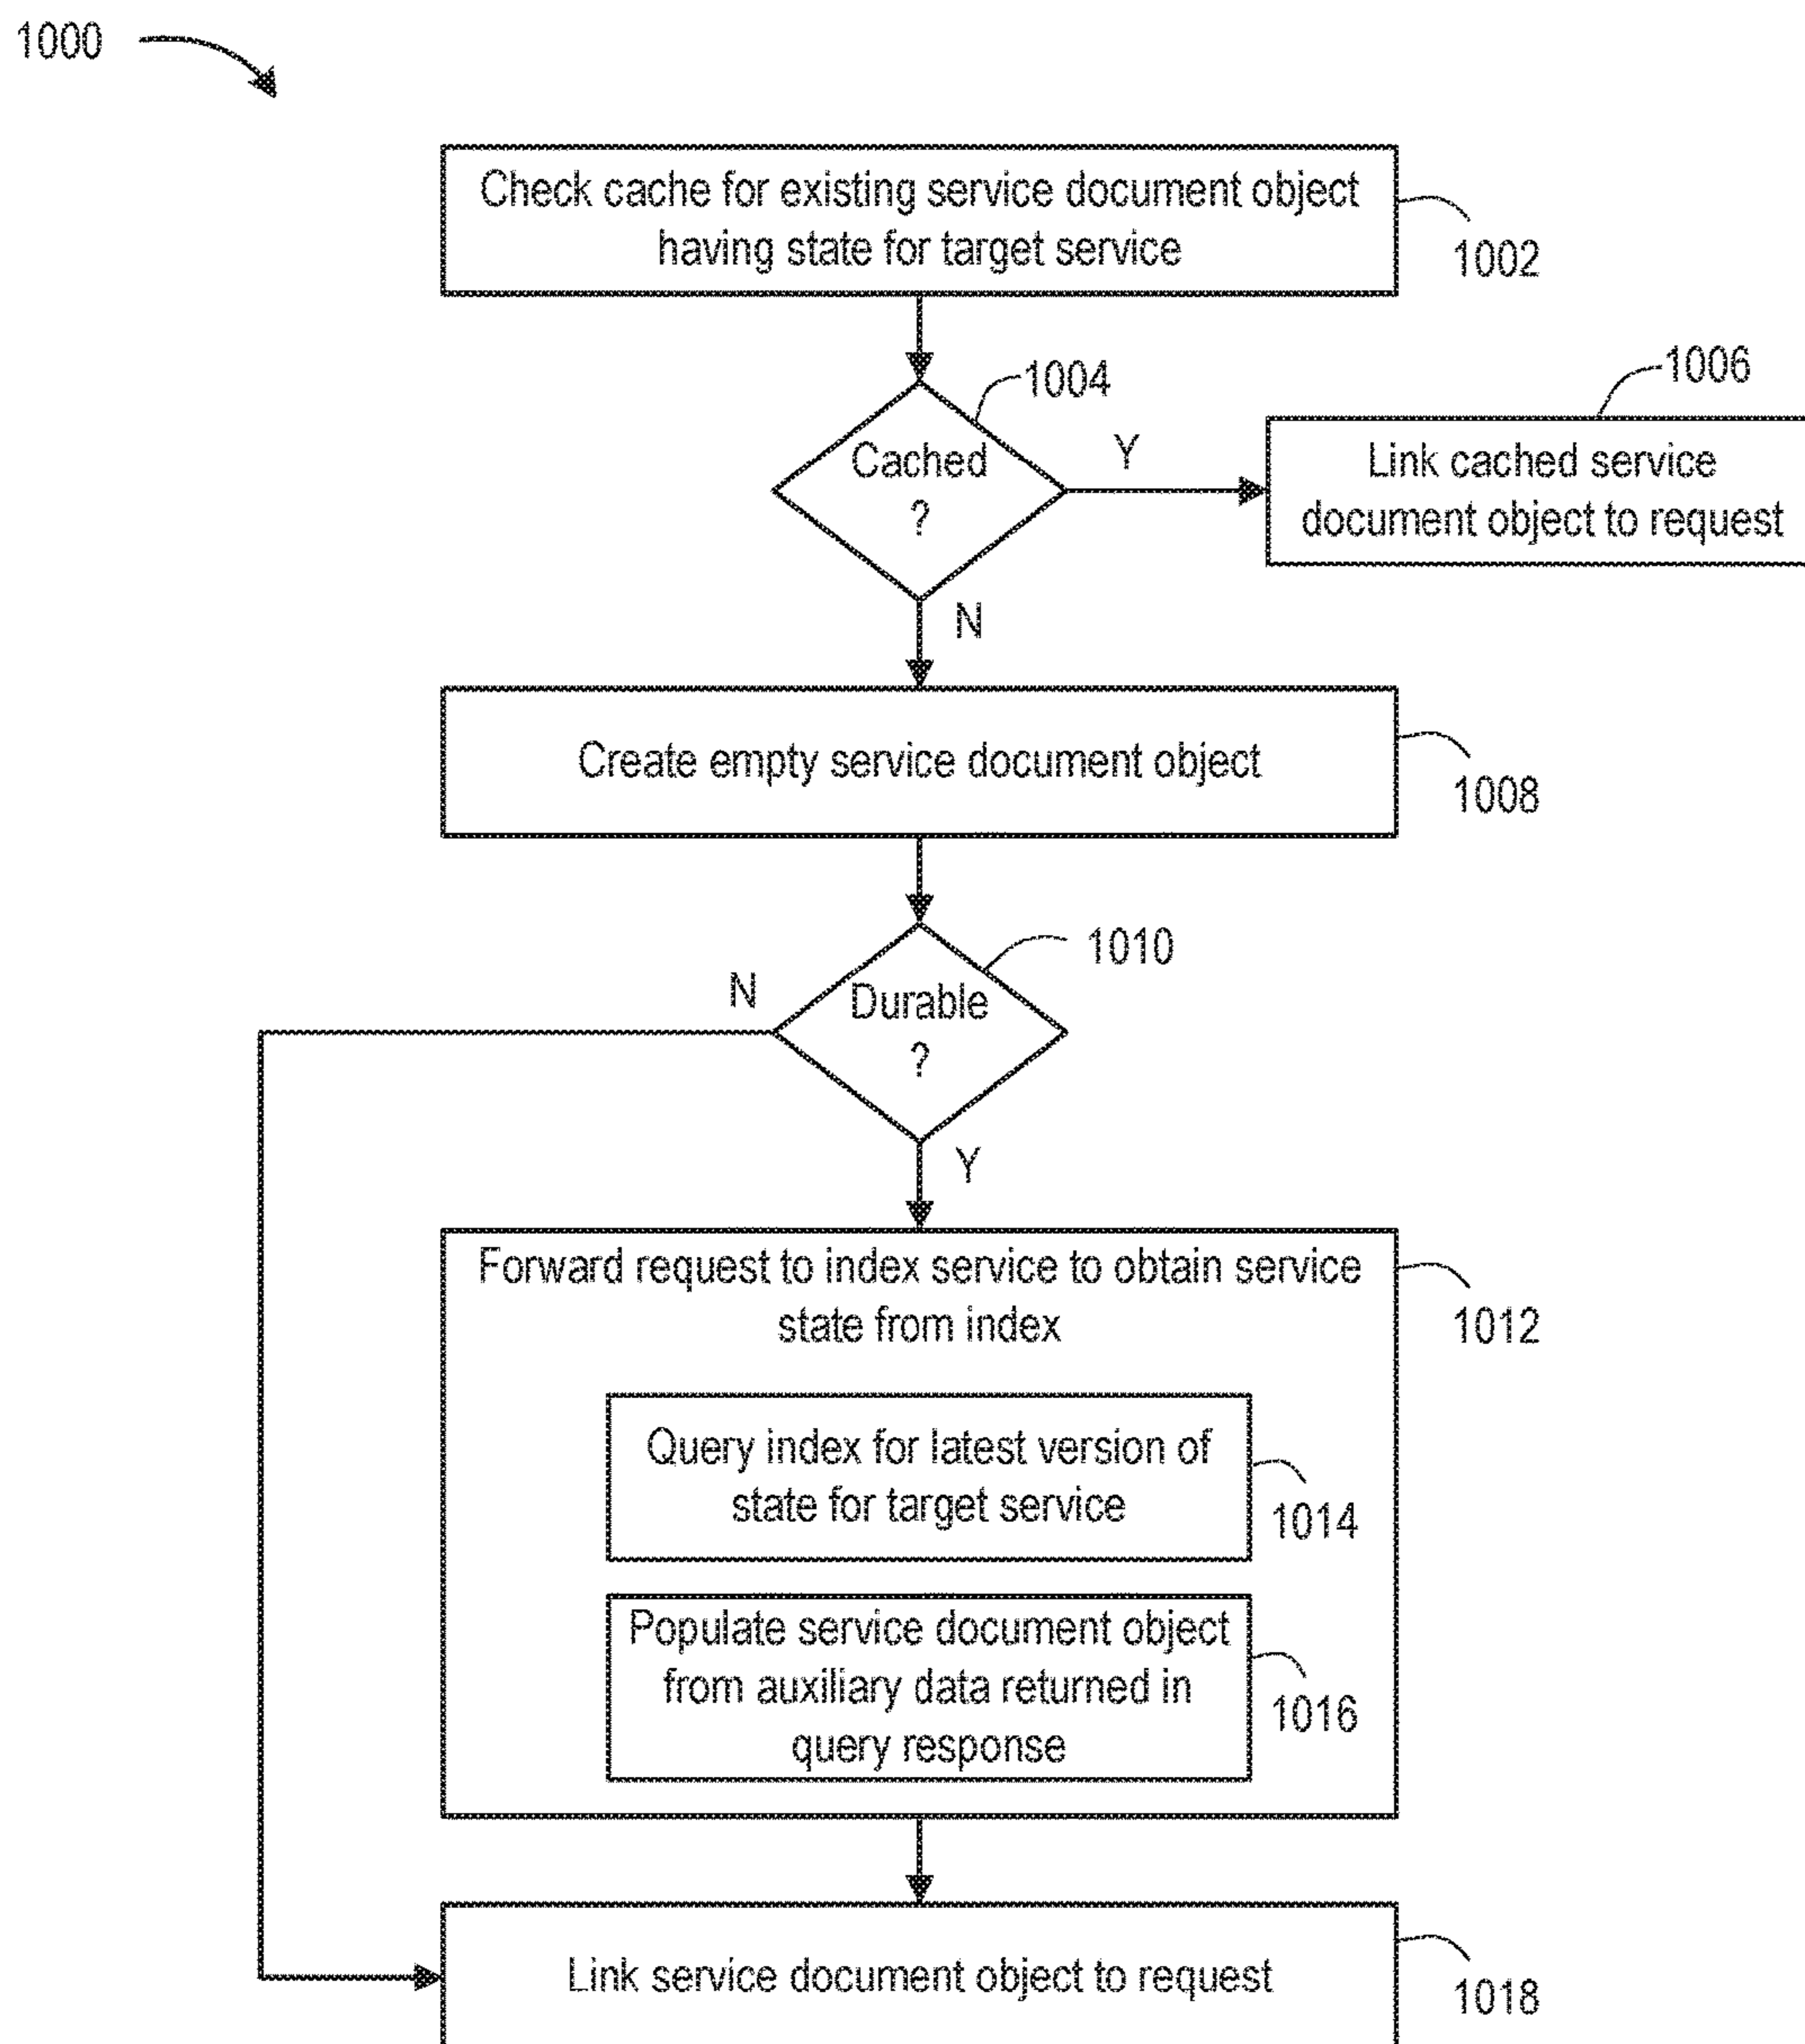 1000
Check cache for existing service document object
having state for target service
1002
1004
1006
Cached
?
Y
Link cached service
document object to request
N
Create empty service document object
1008
1010
N
Durable
?
Y
Forward request to index service to obtain service
state from index
1012
Query index for latest version of
state for target service
1014
Populate service document object
from auxiliary data returned in
query response
1016
Link service document object to request
1018